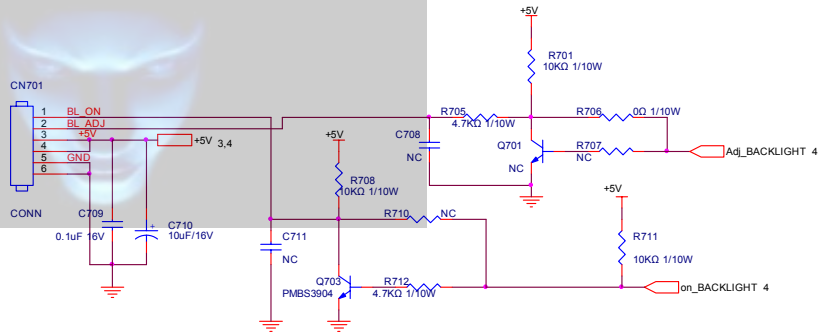 +5V
R701
10KΩ 1/10W
CN701
1 BL_ON
2 BL_ADJ
3 +5V
4
5 GND
6
+5V 3,4
R705
4.7KΩ 1/10W
R706 0Ω 1/10W
C708
NC
Q701
NC
R707
NC
Adj_BACKLIGHT 4
+5V
R708
10KΩ 1/10W
+5V
CONN
C709
0.1uF 16V
C710
10uF/16V
+
R710 NC
R711
10KΩ 1/10W
C711
NC
Q703
PMBS3904
R712
4.7KΩ 1/10W
on_BACKLIGHT 4